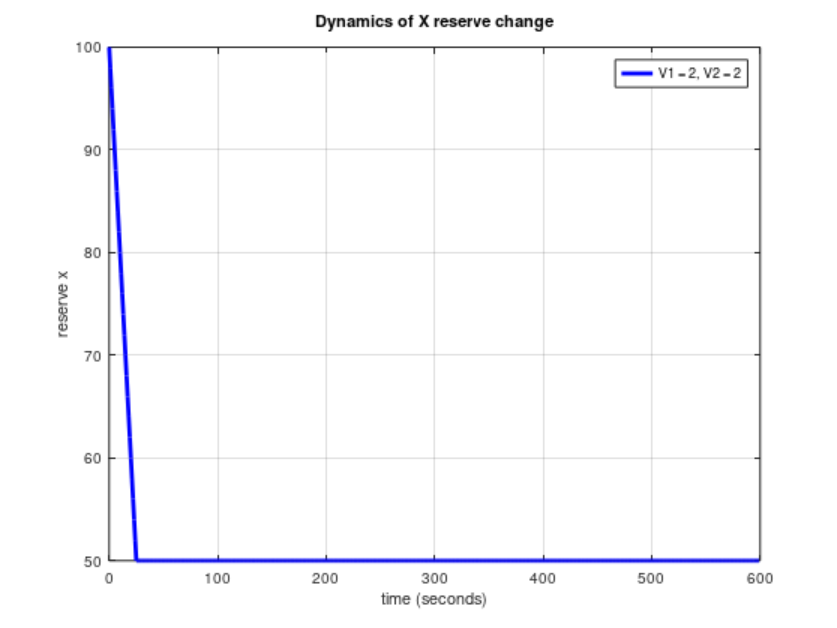 Dynamics of X reserve change
V1 = 2, V2 = 2
100
90
80
70
60
50
reserve x
0 100 200 300 400 500 600
time (seconds)